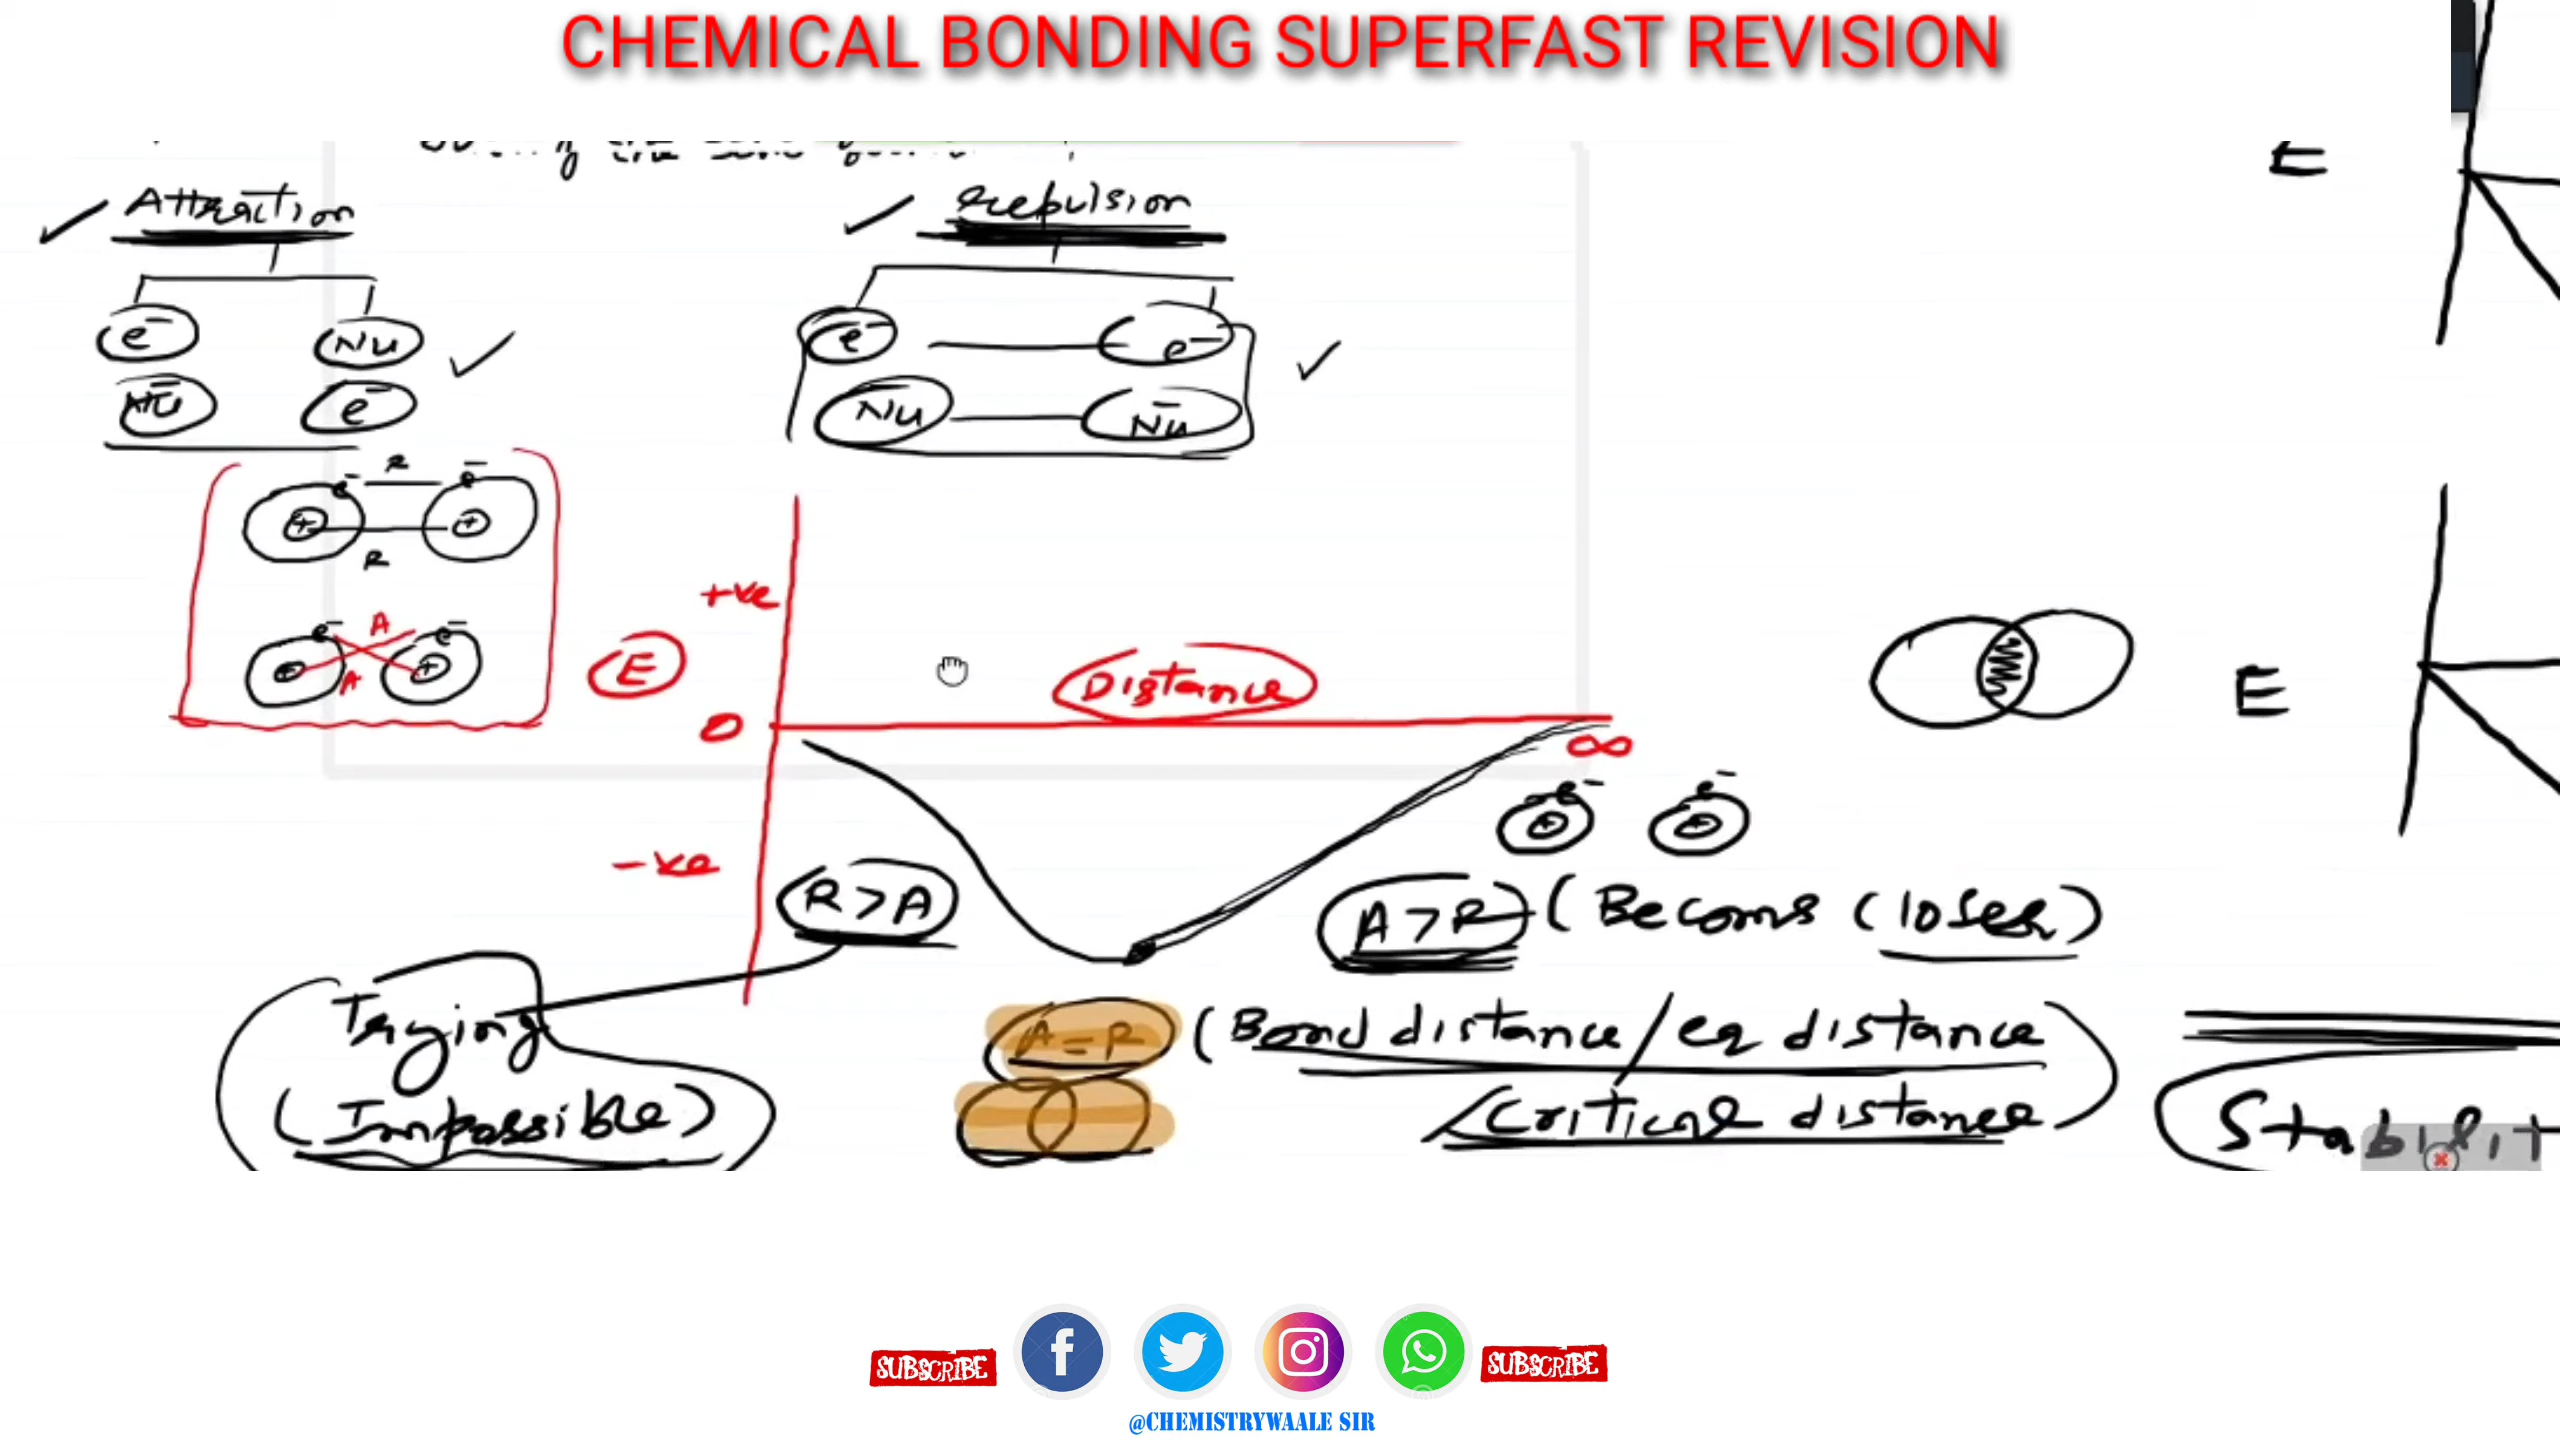 CHEMICAL BONDING SUPERFAST REVISION
E
✓ Attraction
✓ Repulsion
e⁻ Nu ✓
Nu e⁻
e⁻ e⁻ ✓
Nu Nu
e⁻ R e⁻
+ +
R
e⁻ A e⁻
+ A +
+ve
E
Distance
0
∞
E
e⁻ e⁻
+ +
-ve
R > A
A > R (Becoms closer)
Trying
(Impossible)
A = R (Bond distance/eq distance
/Critical distance)
Stabilit
SUBSCRIBE
f
SUBSCRIBE
@CHEMISTRYWAALE SIR